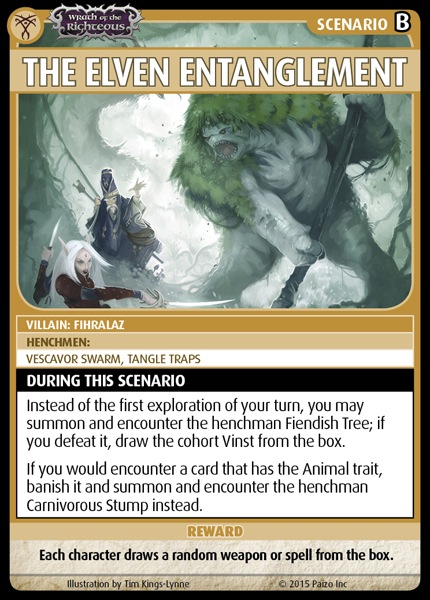 Wrath of the
Righteous
SCENARIO B
THE ELVEN ENTANGLEMENT
VILLAIN: FIHRALAZ
HENCHMEN:
VESCAVOR SWARM, TANGLE TRAPS
DURING THIS SCENARIO
Instead of the first exploration of your turn, you may
summon and encounter the henchman Fiendish Tree; if
you defeat it, draw the cohort Vinst from the box.
If you would encounter a card that has the Animal trait,
banish it and summon and encounter the henchman
Carnivorous Stump instead.
REWARD
Each character draws a random weapon or spell from the box.
Illustration by Tim Kings-Lynne
© 2015 Paizo Inc